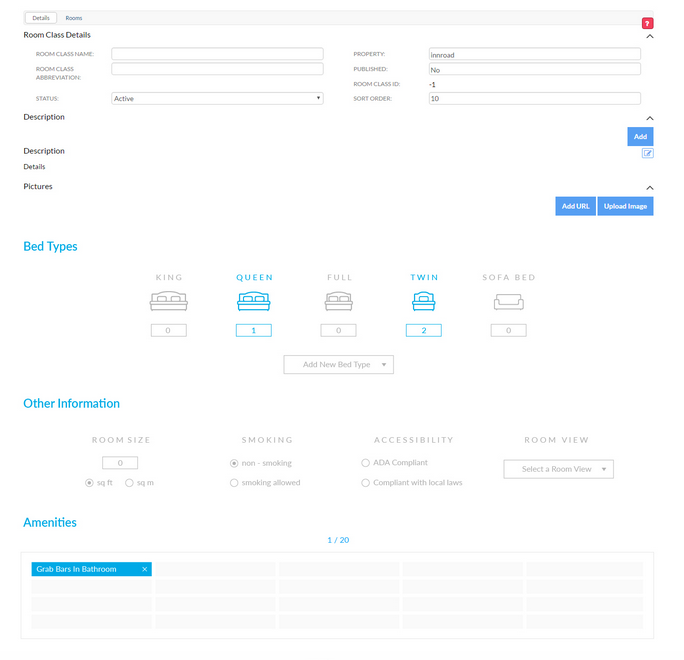 Details Rooms
?
Room Class Details
ROOM CLASS NAME: PROPERTY: innroad
ROOM CLASS ABBREVIATION: PUBLISHED: No
ROOM CLASS ID: -1
STATUS: Active SORT ORDER: 10
Description
Add
Description
Details
Pictures
Add URL Upload Image
Bed Types
KING QUEEN FULL TWIN SOFA BED
0 1 0 2 0
Add New Bed Type
Other Information
ROOM SIZE SMOKING ACCESSIBILITY ROOM VIEW
0 non - smoking ADA Compliant Select a Room View
sq ft sq m smoking allowed Compliant with local laws
Amenities
1 / 20
Grab Bars In Bathroom ×